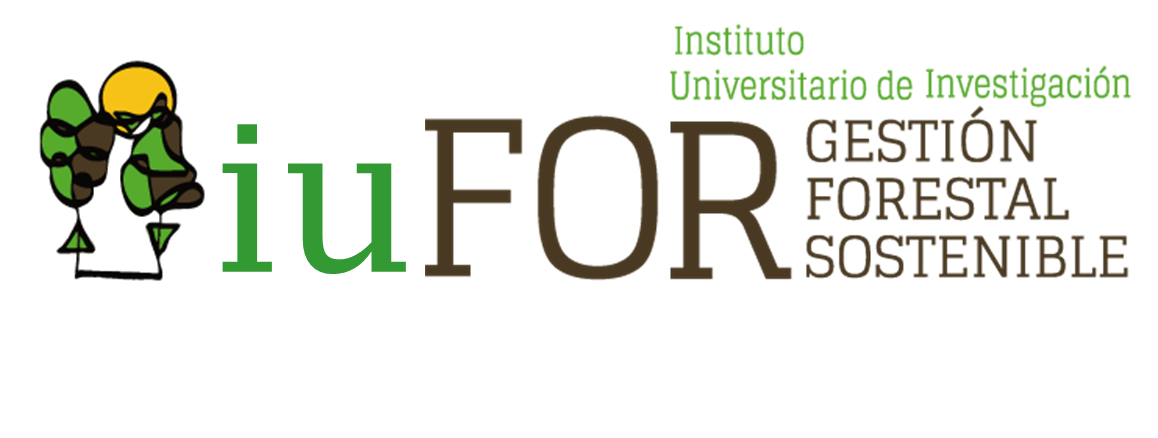 iuFOR
Instituto
Universitario de Investigación
GESTIÓN
FORESTAL
SOSTENIBLE